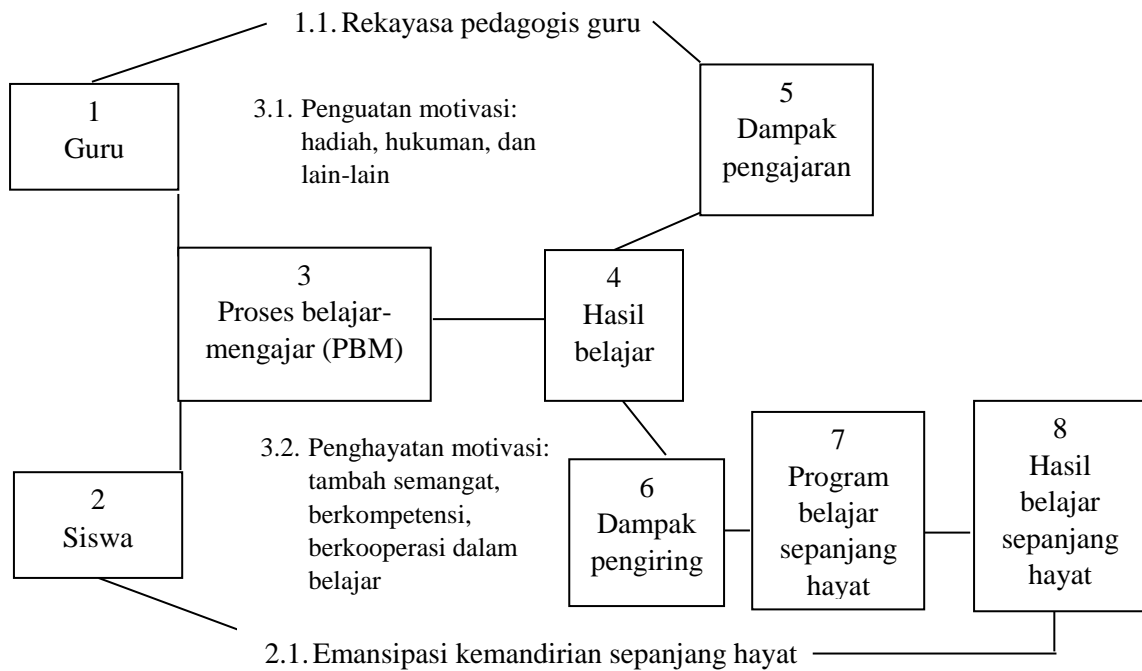 1.1. Rekayasa pedagogis guru
1
Guru
3.1. Penguatan motivasi:
hadiah, hukuman, dan
lain-lain
5
Dampak
pengajaran
3
Proses belajar-
mengajar (PBM)
4
Hasil
belajar
3.2. Penghayatan motivasi:
tambah semangat,
berkompetensi,
berkooperasi dalam
belajar
2
Siswa
6
Dampak
pengiring
7
Program
belajar
sepanjang
hayat
8
Hasil
belajar
sepanjang
hayat
2.1. Emansipasi kemandirian sepanjang hayat